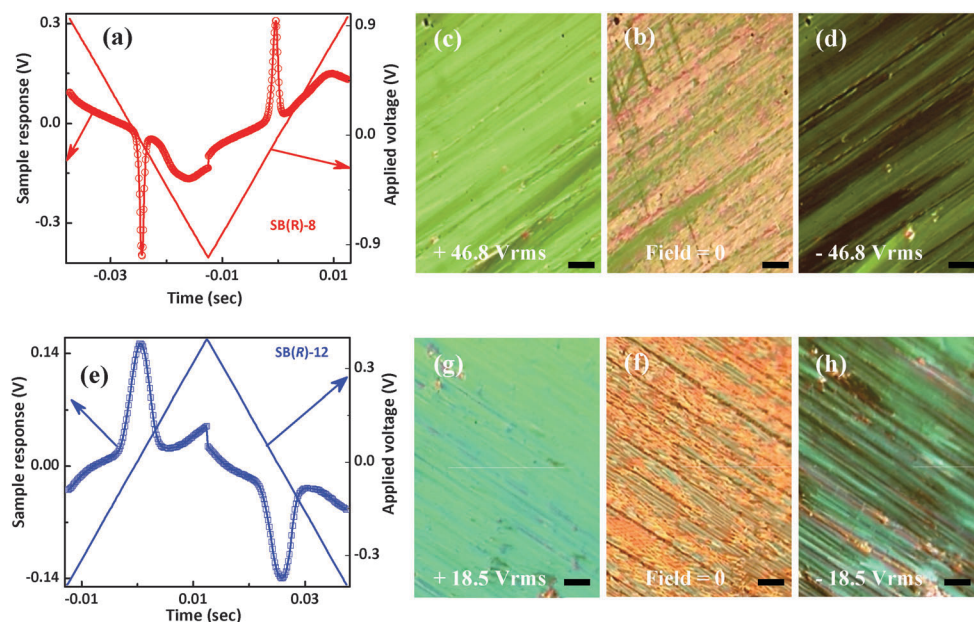 (a)
Sample response (V)
0.3
0.0
-0.3
0.9
0.0
-0.9
Applied voltage (V)
SB(R)-8
-0.03
-0.01
0.01
Time (sec)
(c)
+ 46.8 Vrms
(b)
Field = 0
(d)
- 46.8 Vrms
(e)
Sample response (V)
0.14
0.00
-0.14
0.3
0.0
-0.3
Applied voltage (V)
SB(R)-12
-0.01
0.01
0.03
Time (sec)
(g)
+ 18.5 Vrms
(f)
Field = 0
(h)
- 18.5 Vrms